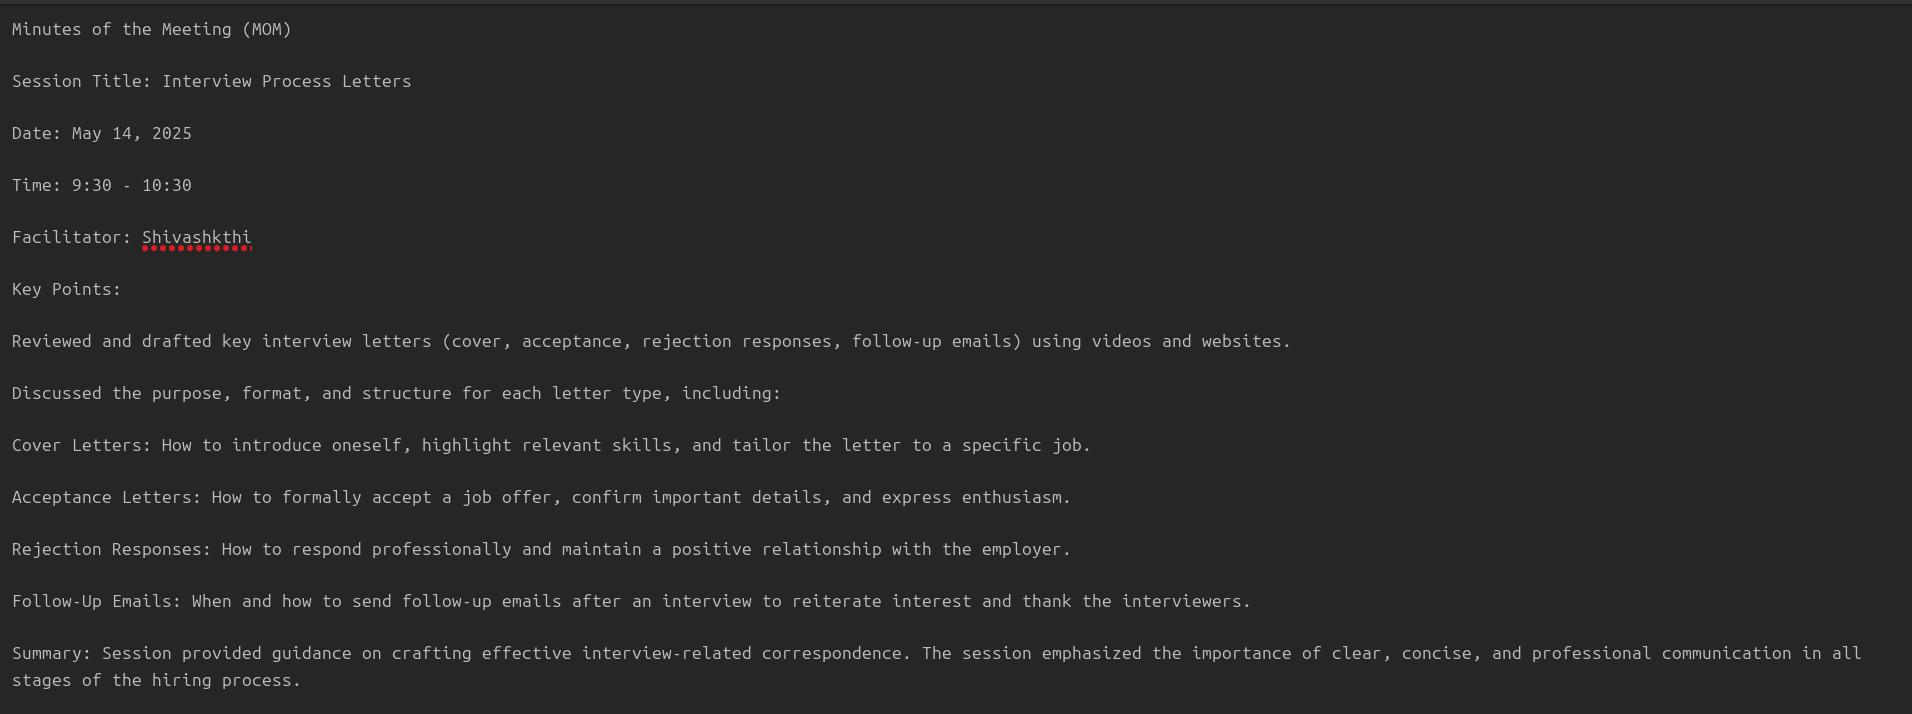 Minutes of the Meeting (MOM)
Session Title: Interview Process Letters
Date: May 14, 2025
Time: 9:30 - 10:30
Facilitator: Shivashkthi
Key Points:
Reviewed and drafted key interview letters (cover, acceptance, rejection responses, follow-up emails) using videos and websites.
Discussed the purpose, format, and structure for each letter type, including:
Cover Letters: How to introduce oneself, highlight relevant skills, and tailor the letter to a specific job.
Acceptance Letters: How to formally accept a job offer, confirm important details, and express enthusiasm.
Rejection Responses: How to respond professionally and maintain a positive relationship with the employer.
Follow-Up Emails: When and how to send follow-up emails after an interview to reiterate interest and thank the interviewers.
Summary: Session provided guidance on crafting effective interview-related correspondence. The session emphasized the importance of clear, concise, and professional communication in all
stages of the hiring process.